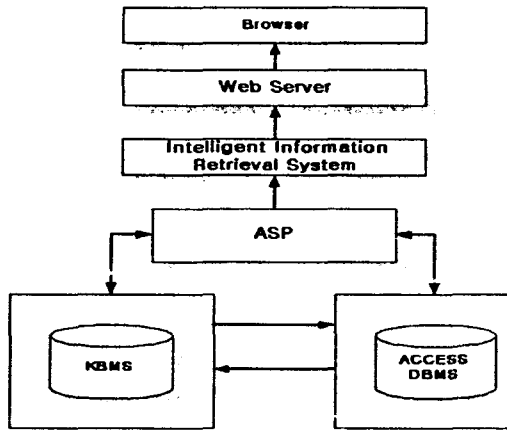 Browser
Web Server
Intelligent Information
Retrieval System
ASP
KBMS
ACCESS
DBMS